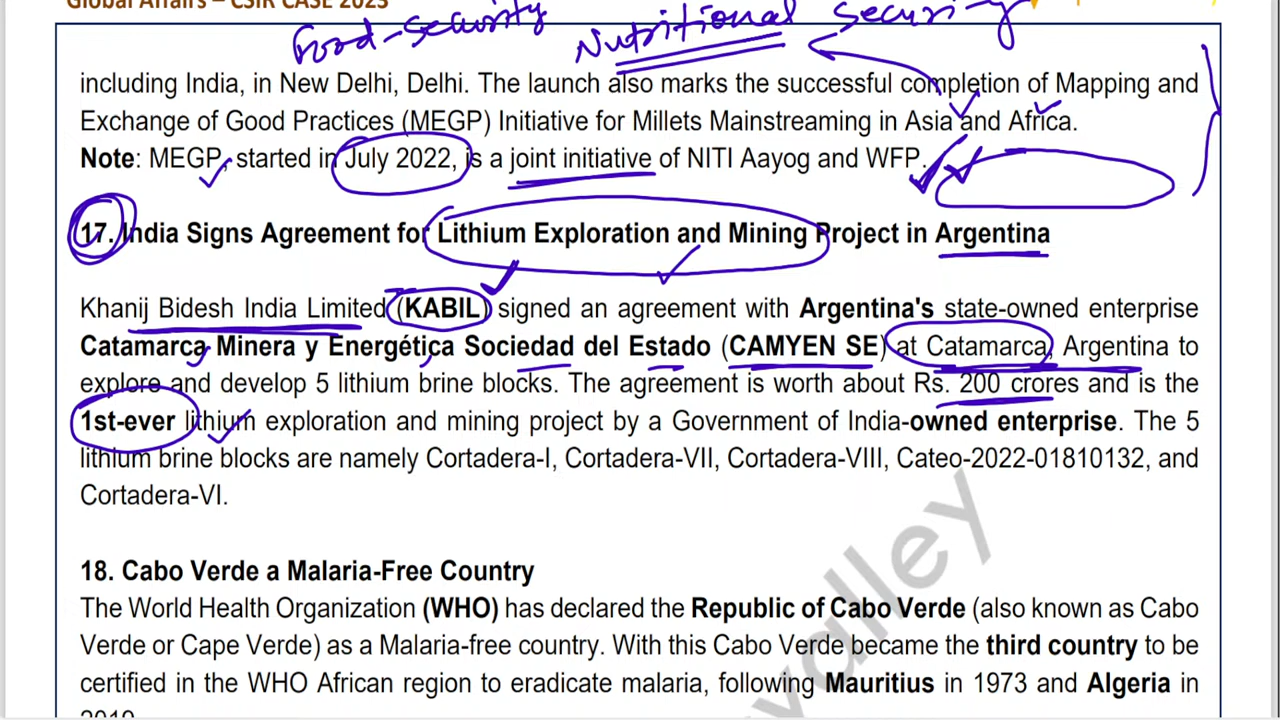 Global Affairs – CSIR CASE 2023
Food-security Nutritional Security
including India, in New Delhi, Delhi. The launch also marks the successful completion of Mapping and
Exchange of Good Practices (MEGP) Initiative for Millets Mainstreaming in Asia and Africa.
Note: MEGP, started in July 2022, is a joint initiative of NITI Aayog and WFP.
17. India Signs Agreement for Lithium Exploration and Mining Project in Argentina
Khanij Bidesh India Limited (KABIL) signed an agreement with Argentina's state-owned enterprise
Catamarca Minera y Energética Sociedad del Estado (CAMYEN SE) at Catamarca, Argentina to
explore and develop 5 lithium brine blocks. The agreement is worth about Rs. 200 crores and is the
1st-ever lithium exploration and mining project by a Government of India-owned enterprise. The 5
lithium brine blocks are namely Cortadera-I, Cortadera-VII, Cortadera-VIII, Cateo-2022-01810132, and
Cortadera-VI.
18. Cabo Verde a Malaria-Free Country
The World Health Organization (WHO) has declared the Republic of Cabo Verde (also known as Cabo
Verde or Cape Verde) as a Malaria-free country. With this Cabo Verde became the third country to be
certified in the WHO African region to eradicate malaria, following Mauritius in 1973 and Algeria in
valley